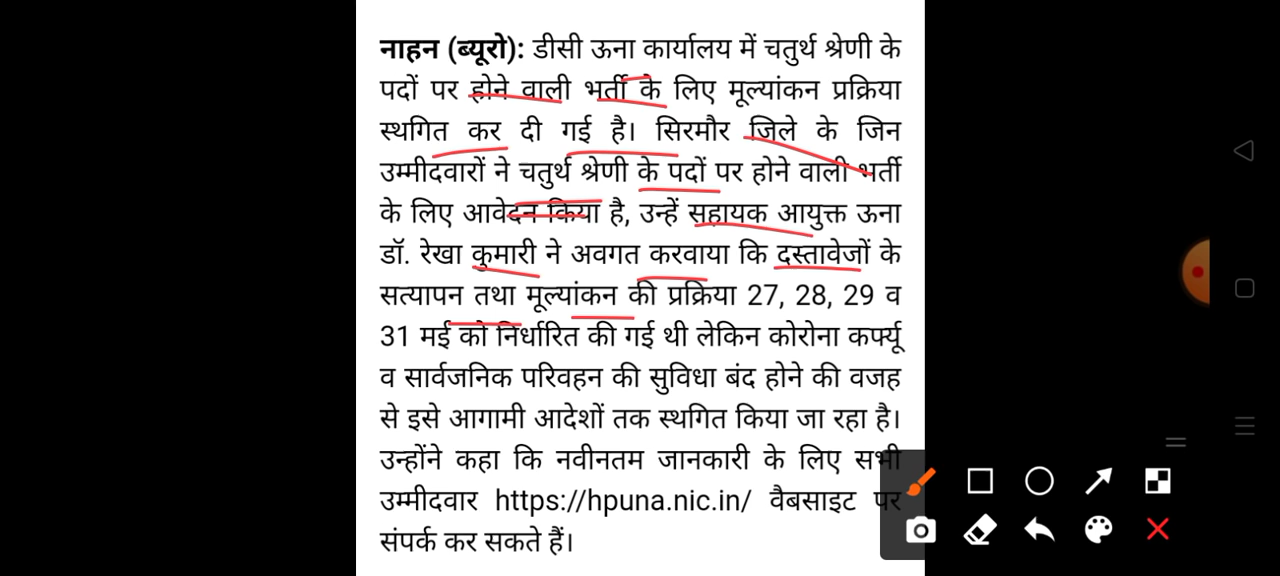 नाहन (ब्यूरो): डीसी ऊना कार्यालय में चतुर्थ श्रेणी के
पदों पर होने वाली भर्ती के लिए मूल्यांकन प्रक्रिया
स्थगित कर दी गई है। सिरमौर जिले के जिन
उम्मीदवारों ने चतुर्थ श्रेणी के पदों पर होने वाली भर्ती
के लिए आवेदन किया है, उन्हें सहायक आयुक्त ऊना
डॉ. रेखा कुमारी ने अवगत करवाया कि दस्तावेजों के
सत्यापन तथा मूल्यांकन की प्रक्रिया 27, 28, 29 व
31 मई को निर्धारित की गई थी लेकिन कोरोना कर्फ्यू
व सार्वजनिक परिवहन की सुविधा बंद होने की वजह
से इसे आगामी आदेशों तक स्थगित किया जा रहा है।
उन्होंने कहा कि नवीनतम जानकारी के लिए सभी
उम्मीदवार https://hpuna.nic.in/ वैबसाइट पर
संपर्क कर सकते हैं।